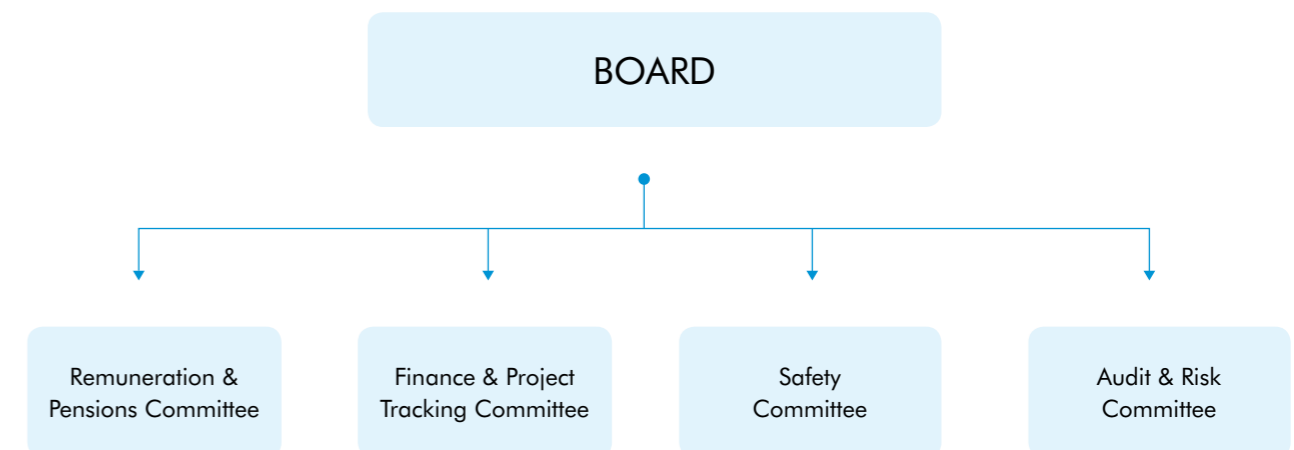 BOARD
Remuneration &
Pensions Committee
Finance & Project
Tracking Committee
Safety
Committee
Audit & Risk
Committee